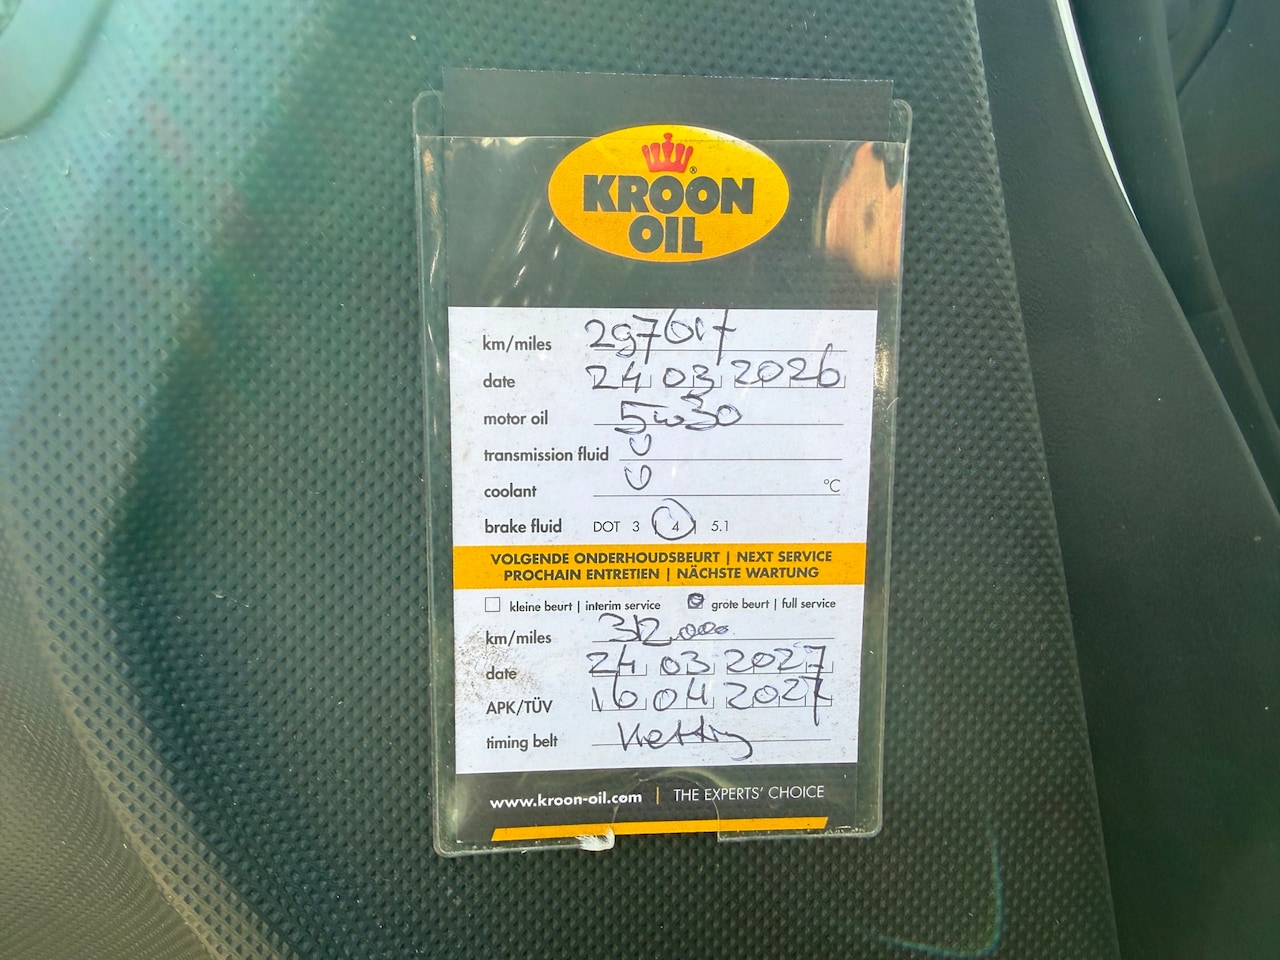 KROON
OIL
km/miles 297617
date 24 03 2026
motor oil 5w30
transmission fluid
coolant °C
brake fluid DOT 3 | 4 | 5.1
VOLGENDE ONDERHOUDSBEURT | NEXT SERVICE
PROCHAIN ENTRETIEN | NÄCHSTE WARTUNG
kleine beurt | interim service grote beurt | full service
km/miles 312.000
date 24 03 2027
APK/TÜV 16 04 2027
timing belt
www.kroon-oil.com | THE EXPERTS' CHOICE